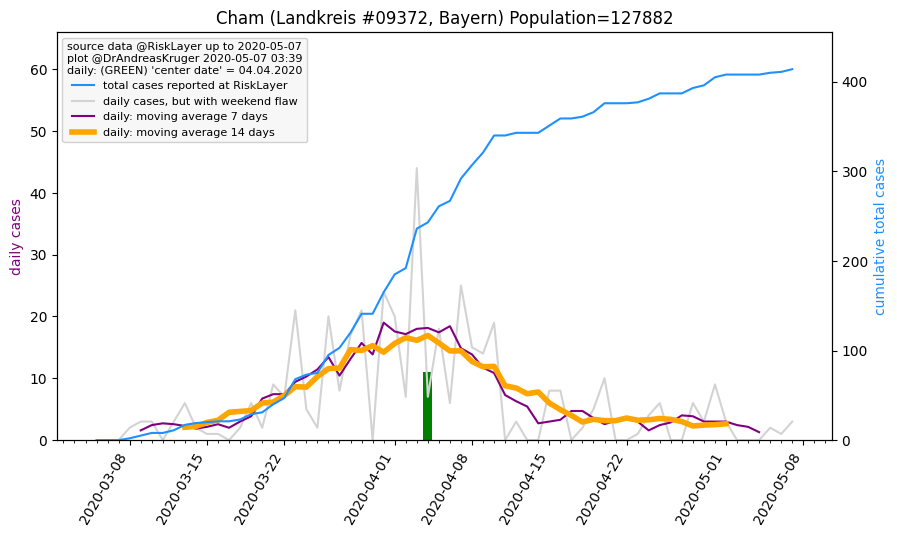 Cham (Landkreis #09372, Bayern) Population=127882
source data @RiskLayer up to 2020-05-07
plot @DrAndreasKruger 2020-05-07 03:39
daily: (GREEN) 'center date' = 04.04.2020
total cases reported at RiskLayer
daily cases, but with weekend flaw
daily: moving average 7 days
daily: moving average 14 days
daily cases
60
50
40
30
20
10
0
cumulative total cases
400
300
200
100
0
2020-03-08
2020-03-15
2020-03-22
2020-04-01
2020-04-08
2020-04-15
2020-04-22
2020-05-01
2020-05-08